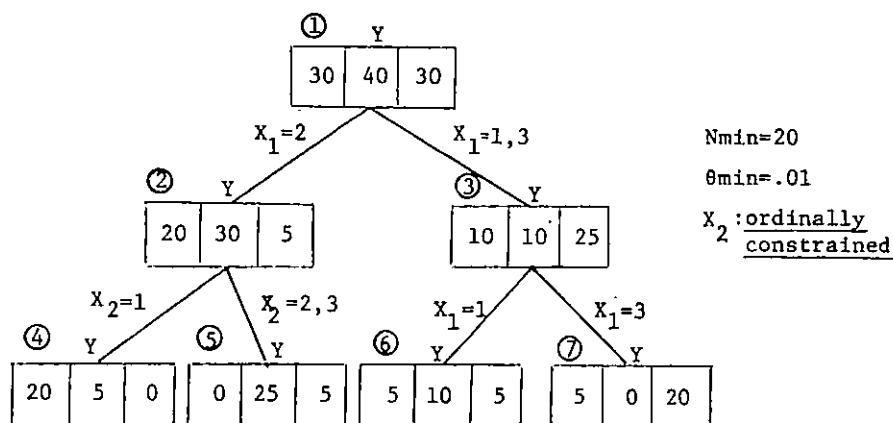 ① Y
30 40 30
X₁=2 X₁=1,3
Nmin=20
θmin=.01
X₂:ordinally
constrained
② Y
20 30 5
③ Y
10 10 25
X₂=1 X₂=2,3
X₁=1 X₁=3
④ Y
20 5 0
⑤ Y
0 25 5
⑥ Y
5 10 5
⑦ Y
5 0 20